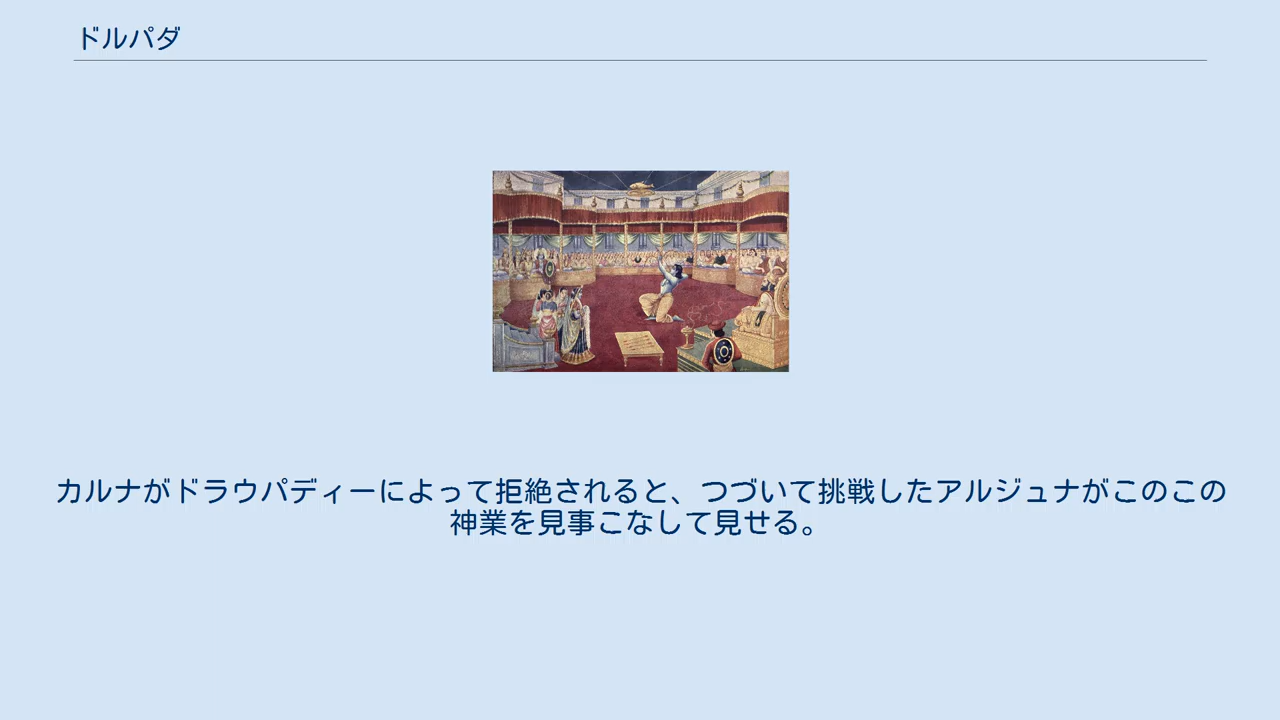 ドルパダ
カルナがドラウパディーによって拒絶されると、つづいて挑戦したアルジュナがこのこの
神業を見事こなして見せる。